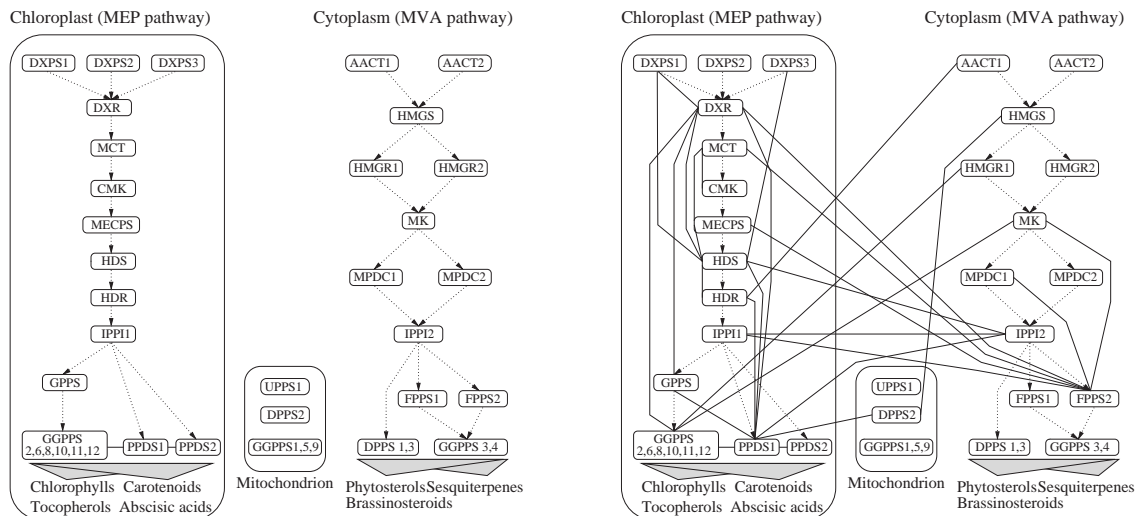 Chloroplast (MEP pathway)
DXPS1 DXPS2 DXPS3
DXR
MCT
CMK
MECPS
HDS
HDR
IPPI1
GPPS
GGPPS
2,6,8,10,11,12
PPDS1
PPDS2
Chlorophylls Carotenoids
Tocopherols Abscisic acids
UPPS1
DPPS2
GGPPS1,5,9
Mitochondrion
Cytoplasm (MVA pathway)
AACT1 AACT2
HMGS
HMGR1 HMGR2
MK
MPDC1 MPDC2
IPPI2
FPPS1 FPPS2
DPPS 1,3 GGPPS 3,4
Phytosterols Sesquiterpenes
Brassinosteroids
Chloroplast (MEP pathway)
DXPS1 DXPS2 DXPS3
DXR
MCT
CMK
MECPS
HDS
HDR
IPPI1
GPPS
GGPPS
2,6,8,10,11,12
PPDS1
PPDS2
Chlorophylls Carotenoids
Tocopherols Abscisic acids
UPPS1
DPPS2
GGPPS1,5,9
Mitochondrion
Cytoplasm (MVA pathway)
AACT1 AACT2
HMGS
HMGR1 HMGR2
MK
MPDC1 MPDC2
IPPI2
FPPS1 FPPS2
DPPS 1,3 GGPPS 3,4
Phytosterols Sesquiterpenes
Brassinosteroids